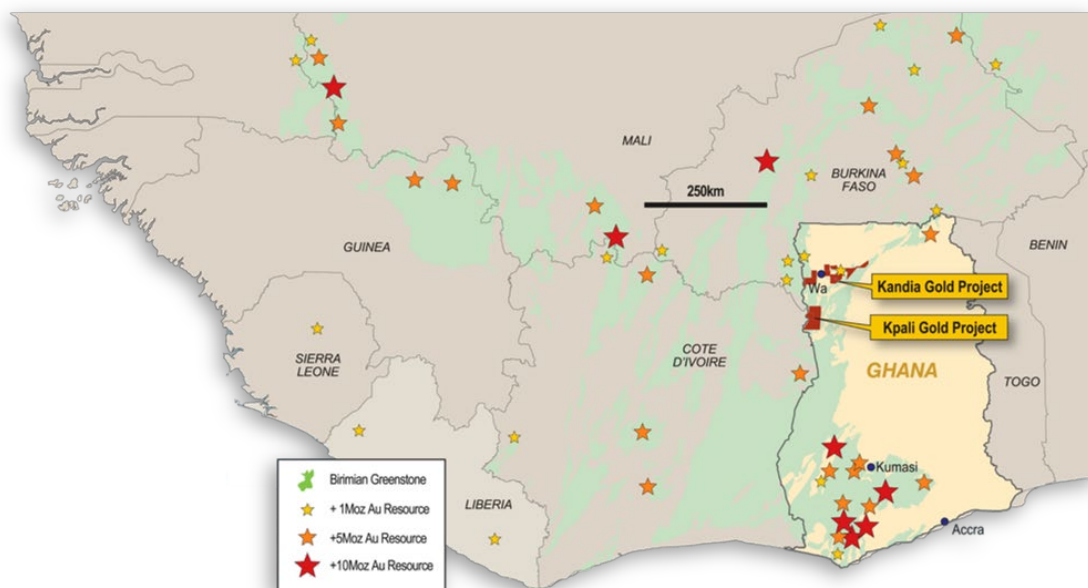 MALI
250km
BURKINA
FASO
GUINEA
BENIN
Wa
Kandia Gold Project
Kpali Gold Project
SIERRA
LEONE
COTE
D'IVOIRE
GHANA
TOGO
Kumasi
LIBERIA
Accra
Birimian Greenstone
+ 1Moz Au Resource
+5Moz Au Resource
+10Moz Au Resource